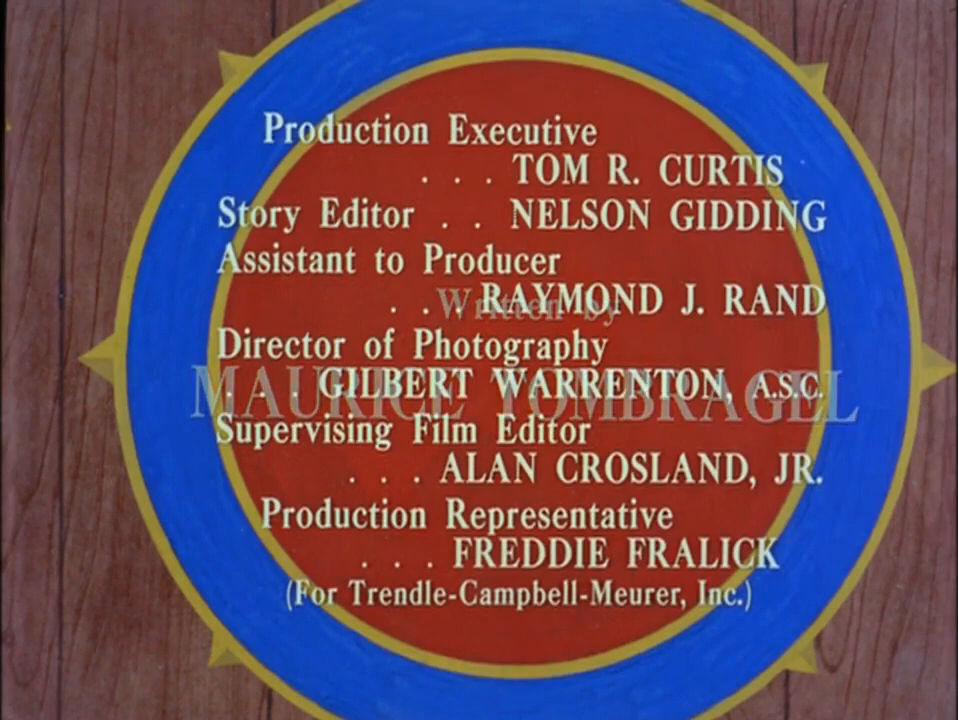 Production Executive
. . . TOM R. CURTIS
Story Editor . . NELSON GIDDING
Assistant to Producer
. . . RAYMOND J. RAND
Written by
Director of Photography
. . . GILBERT WARRENTON, A.S.C.
MAURICE TOMBRAGEL
Supervising Film Editor
. . . ALAN CROSLAND, JR.
Production Representative
. . . FREDDIE FRALICK
(For Trendle-Campbell-Meurer, Inc.)